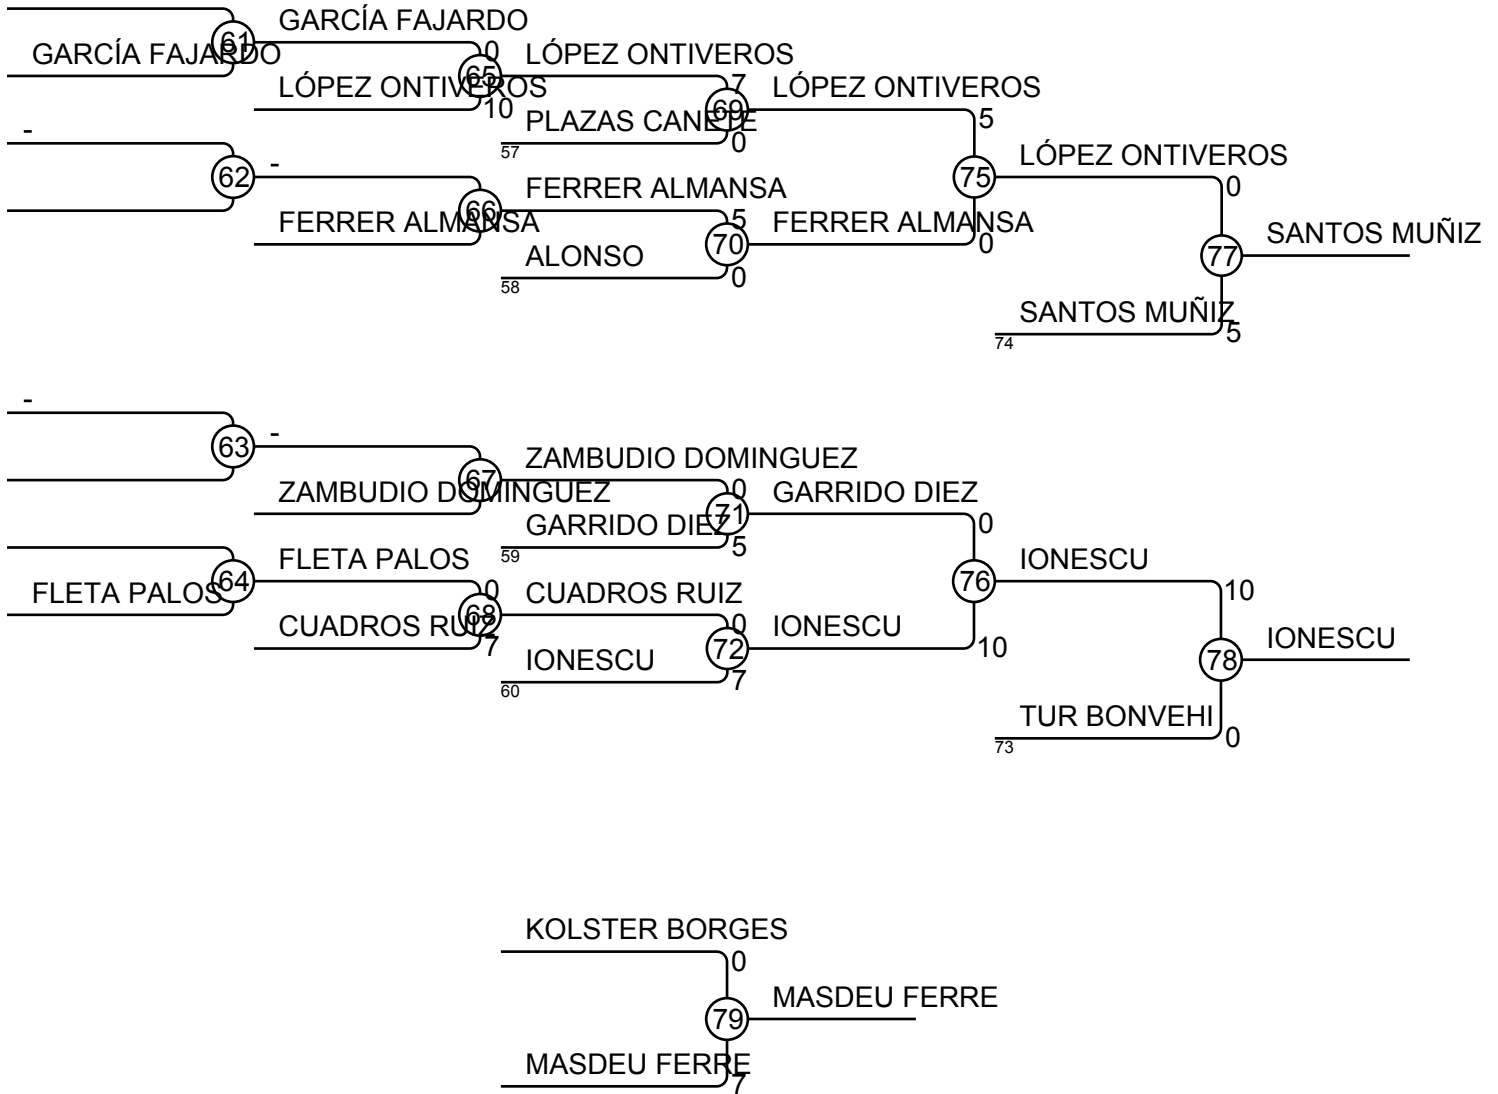 GARCÍA FAJARDO
61
GARCÍA FAJARDO
0
LÓPEZ ONTIVEROS
65
LÓPEZ ONTIVEROS
10
7
LÓPEZ ONTIVEROS
69
PLAZAS CANETE
57
0
5
-
62
-
LÓPEZ ONTIVEROS
75
0
FERRER ALMANSA
66
FERRER ALMANSA
5
FERRER ALMANSA
70
0
ALONSO
58
0
SANTOS MUÑIZ
77
SANTOS MUÑIZ
74
5
-
63
-
ZAMBUDIO DOMINGUEZ
67
ZAMBUDIO DOMINGUEZ
0
GARRIDO DIEZ
71
GARRIDO DIEZ
59
5
0
FLETA PALOS
64
FLETA PALOS
0
IONESCU
76
10
CUADROS RUIZ
68
CUADROS RUIZ
7
0
IONESCU
72
10
IONESCU
60
7
IONESCU
78
TUR BONVEHI
73
0
KOLSTER BORGES
0
MASDEU FERRE
79
MASDEU FERRE
7